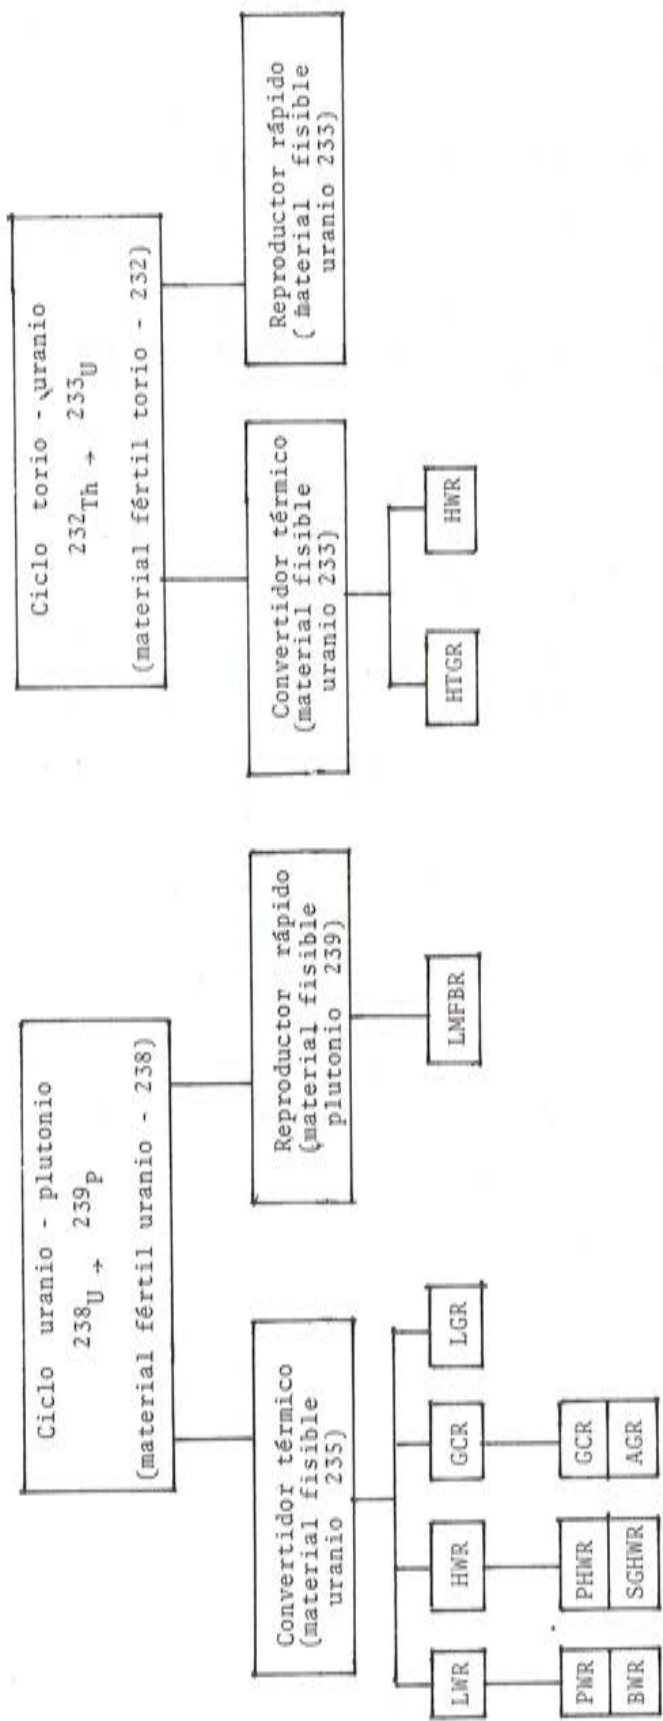 Ciclo uranio - plutonio
238U → 239P
(material fértil uranio - 238)
Convertidor térmico
(material fisible
uranio 235)
LWR
PWR
BWR
HWR
PHWR
SGHWR
GCR
GCR
AGR
LGR
Reproductor rápido
(material fisible
plutonio 239)
LMFBR
Ciclo torio - uranio
232Th → 233U
(material fértil torio - 232)
Convertidor térmico
(material fisible
uranio 233)
HTGR
HWR
Reproductor rápido
( material fisible
uranio 233)